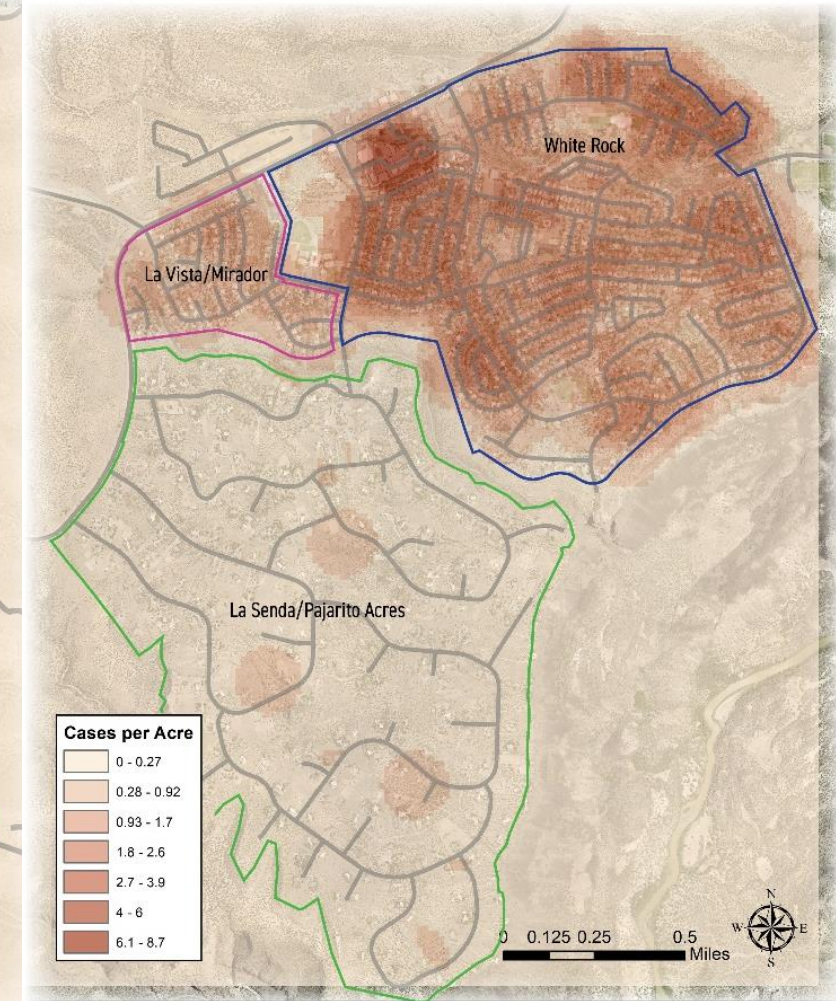 White Rock
La Vista/Mirador
La Senda/Pajarito Acres
Cases per Acre
0 - 0.27
0.28 - 0.92
0.93 - 1.7
1.8 - 2.6
2.7 - 3.9
4 - 6
6.1 - 8.7
N
W E
S
0 0.125 0.25 0.5
Miles